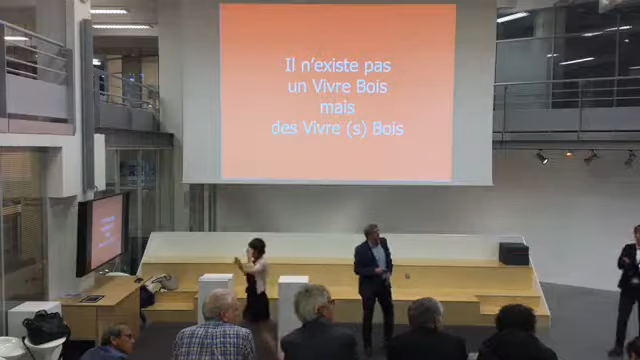 Il n'existe pas
un Vivre Bois
mais
des Vivre (s) Bois